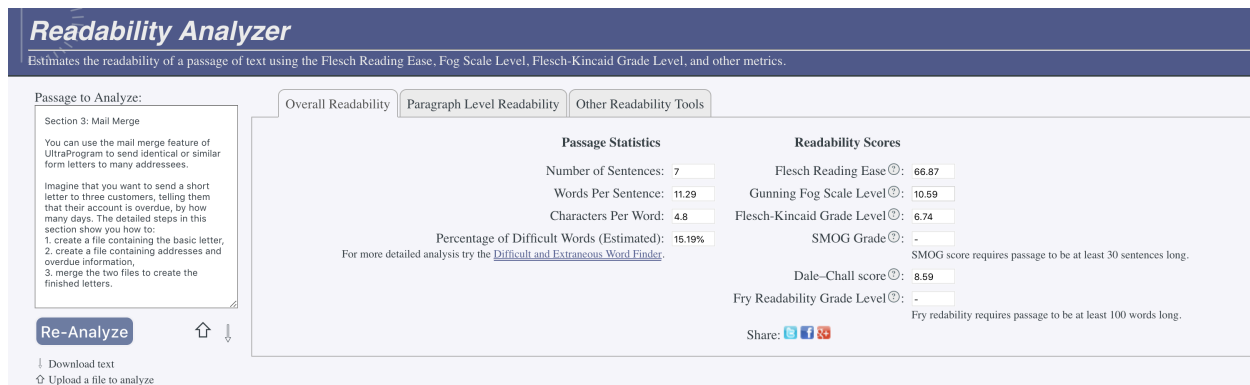 Readability Analyzer
Estimates the readability of a passage of text using the Flesch Reading Ease, Fog Scale Level, Flesch-Kincaid Grade Level, and other metrics.
Passage to Analyze:
Section 3: Mail Merge
You can use the mail merge feature of
UltraProgram to send identical or similar
form letters to many addressees.
Imagine that you want to send a short
letter to three customers, telling them
that their account is overdue, by how
many days. The detailed steps in this
section show you how to:
1. create a file containing the basic letter,
2. create a file containing addresses and
overdue information,
3. merge the two files to create the
finished letters.
Re-Analyze
Download text
Upload a file to analyze
Overall Readability
Paragraph Level Readability
Other Readability Tools
Passage Statistics
Number of Sentences: 7
Words Per Sentence: 11.29
Characters Per Word: 4.8
Percentage of Difficult Words (Estimated): 15.19%
For more detailed analysis try the Difficult and Extraneous Word Finder.
Readability Scores
Flesch Reading Ease ?: 66.87
Gunning Fog Scale Level ?: 10.59
Flesch-Kincaid Grade Level ?: 6.74
SMOG Grade ?: -
SMOG score requires passage to be at least 30 sentences long.
Dale–Chall score ?: 8.59
Fry Readability Grade Level ?: -
Fry redability requires passage to be at least 100 words long.
Share: